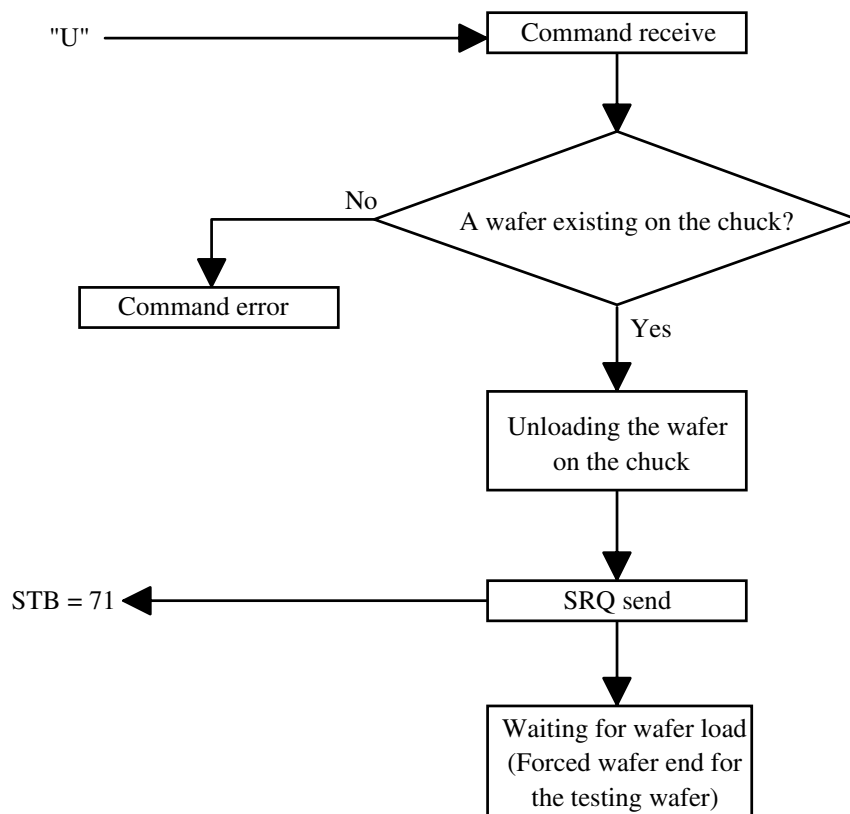 "U"
Command receive
No
A wafer existing on the chuck?
Command error
Yes
Unloading the wafer
on the chuck
STB = 71
SRQ send
Waiting for wafer load
(Forced wafer end for
the testing wafer)